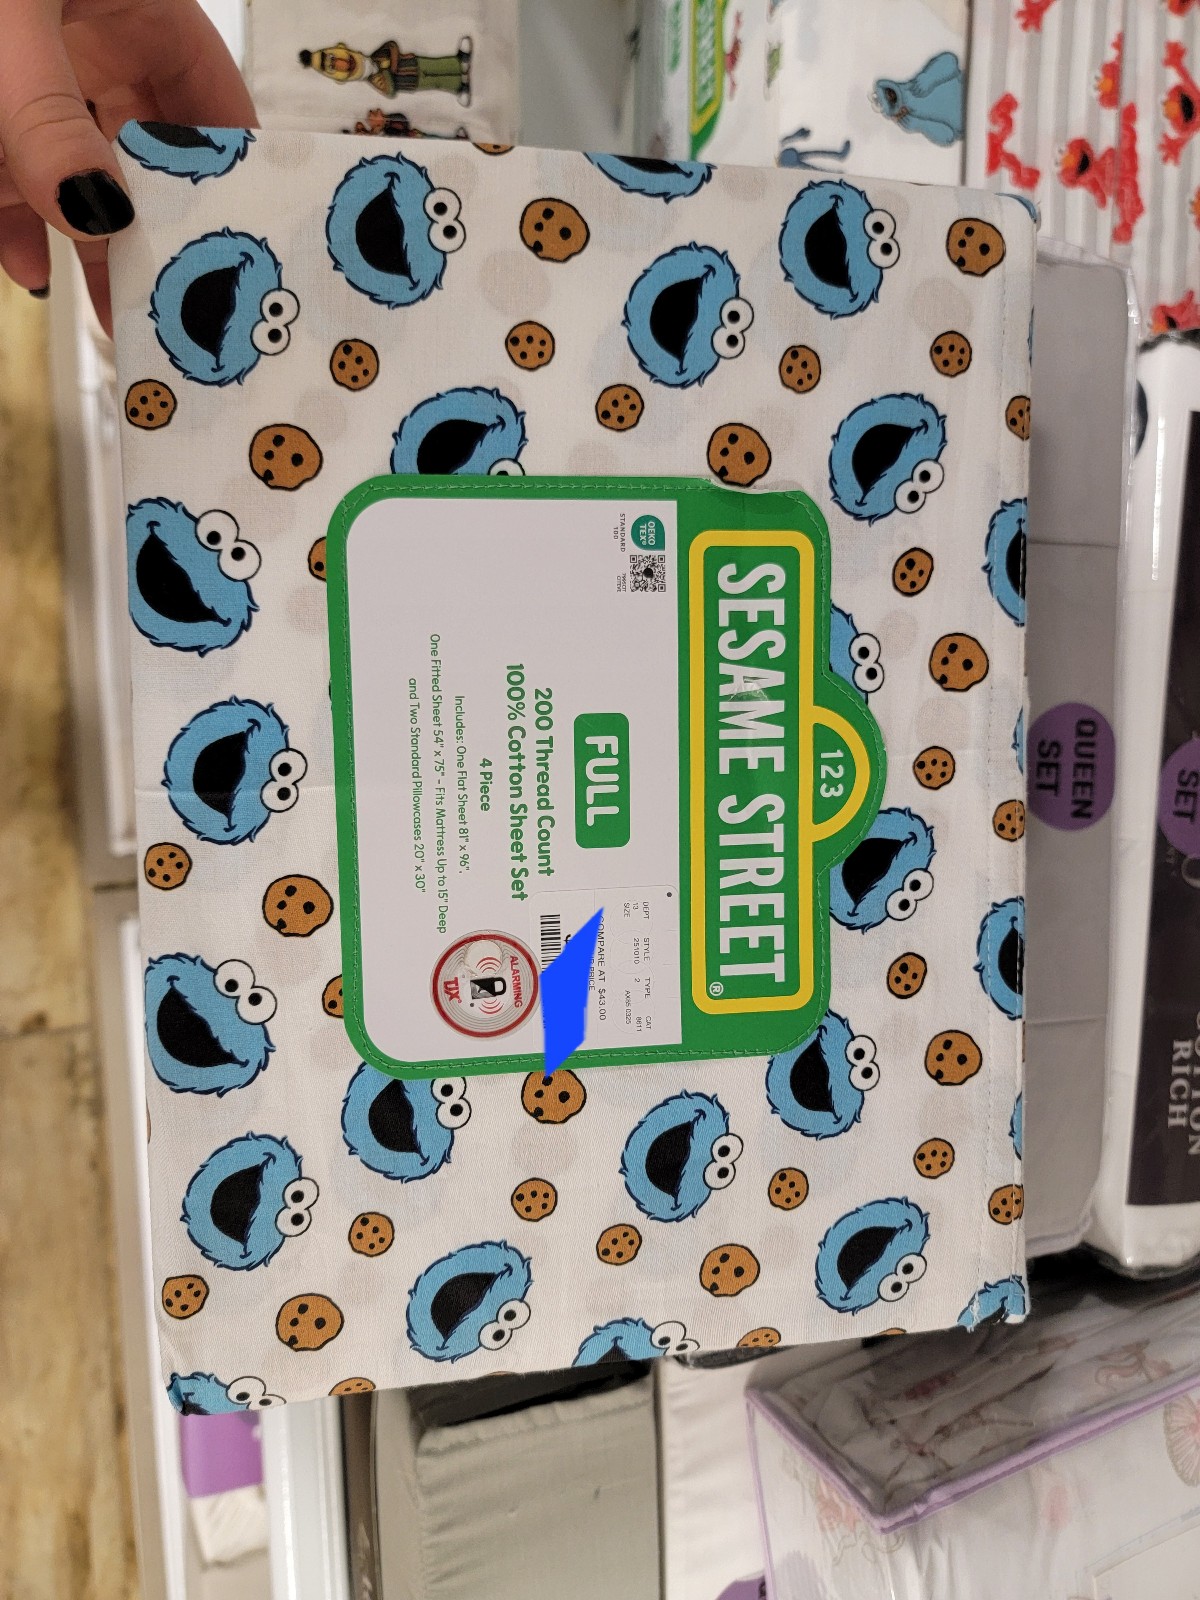 123
SESAME STREET®
OEKO
TEX®
STANDARD
100
FULL
200 Thread Count
100% Cotton Sheet Set
4 Piece
Includes: One Flat Sheet 81" x 96",
One Fitted Sheet 54" x 75" – Fits Mattress Up to 15" Deep
and Two Standard Pillowcases 20" x 30"
DEPT STYLE TYPE CAT
13 251010 2 8611
SIZE
COMPARE AT $43.00
PRICE
ALARMING
TJX
QUEEN
SET
SET
RICH